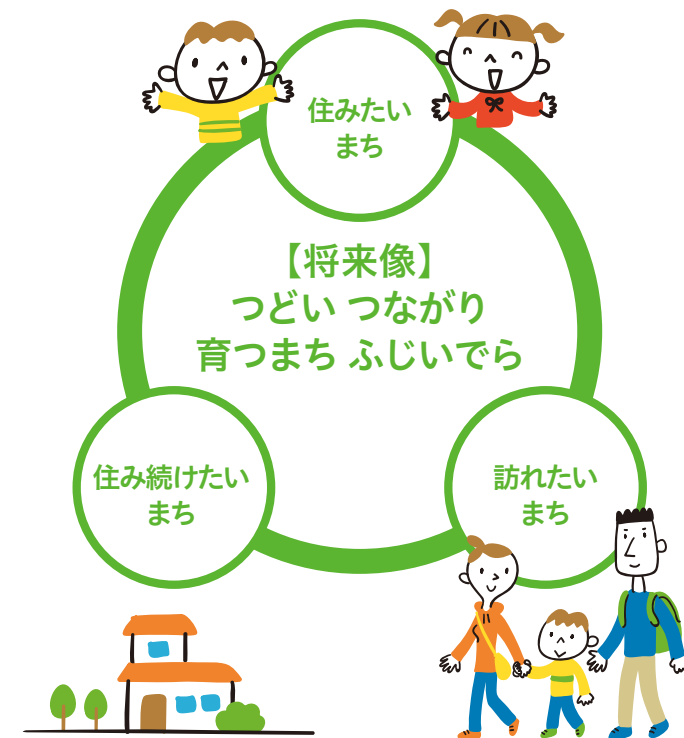 住みたい
まち
【将来像】
つどい つながり
育つまち ふじいでら
住み続けたい
まち
訪れたい
まち